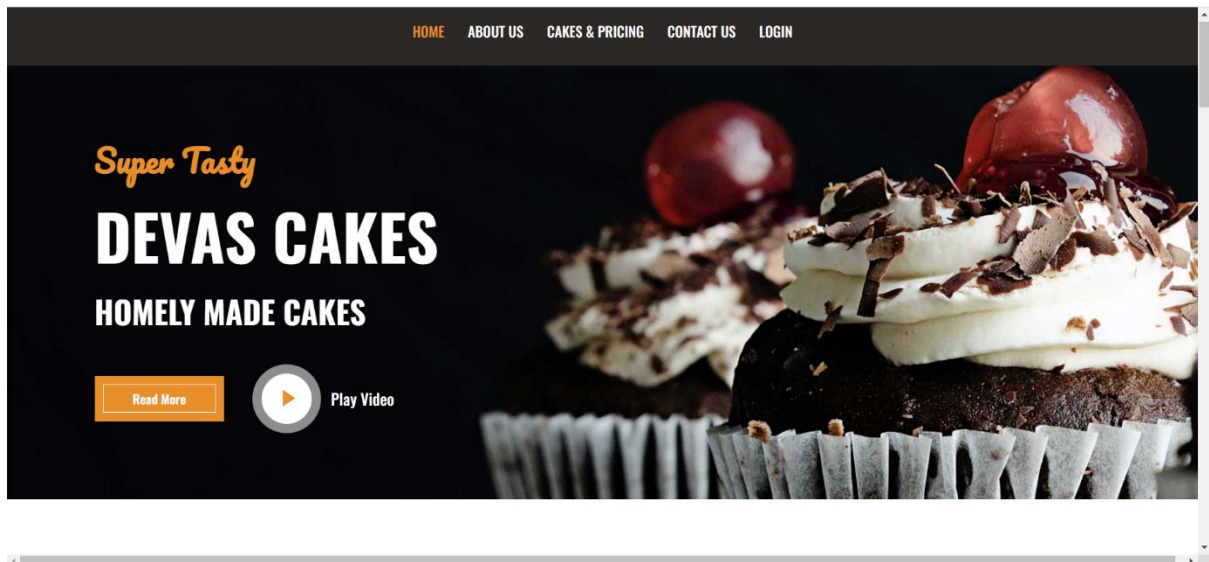 HOME ABOUT US CAKES & PRICING CONTACT US LOGIN
Super Tasty
DEVAS CAKES
HOMELY MADE CAKES
Read More Play Video